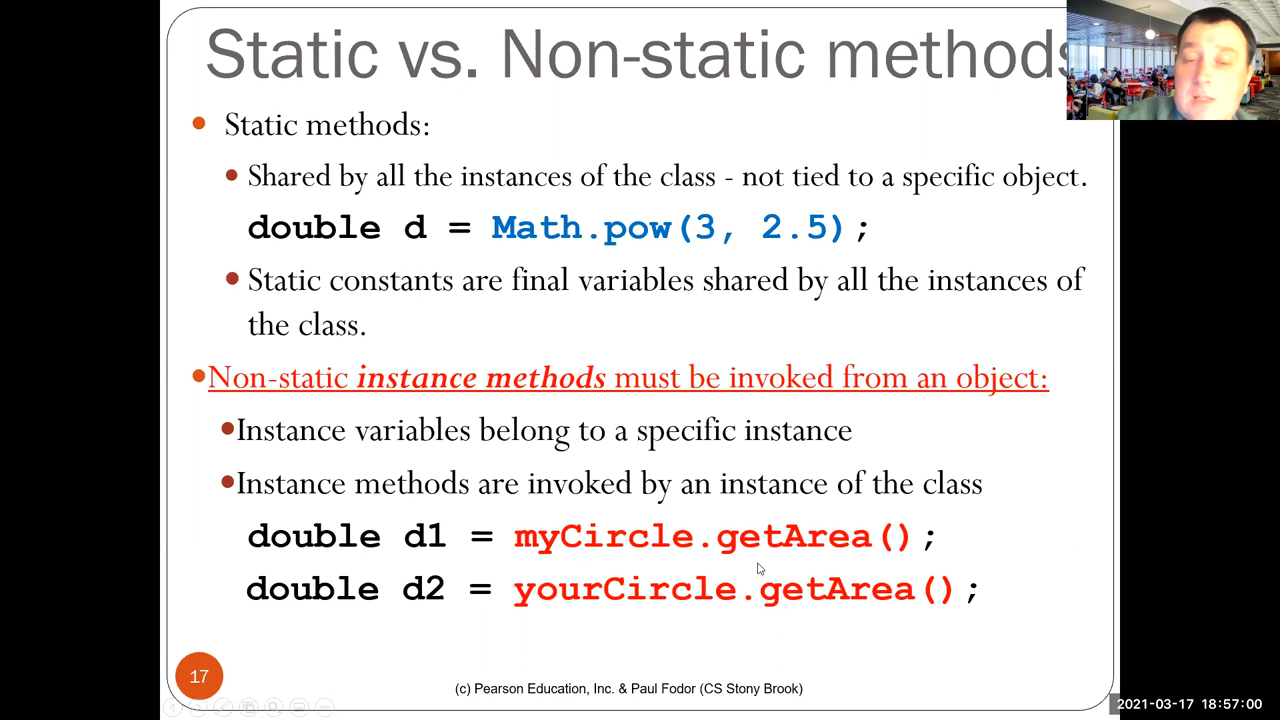 Static vs. Non-static methods
Static methods:
Shared by all the instances of the class - not tied to a specific object.
double d = Math.pow(3, 2.5);
Static constants are final variables shared by all the instances of
the class.
Non-static instance methods must be invoked from an object:
Instance variables belong to a specific instance
Instance methods are invoked by an instance of the class
double d1 = myCircle.getArea();
double d2 = yourCircle.getArea();
17
(c) Pearson Education, Inc. & Paul Fodor (CS Stony Brook)
2021-03-17 18:57:00